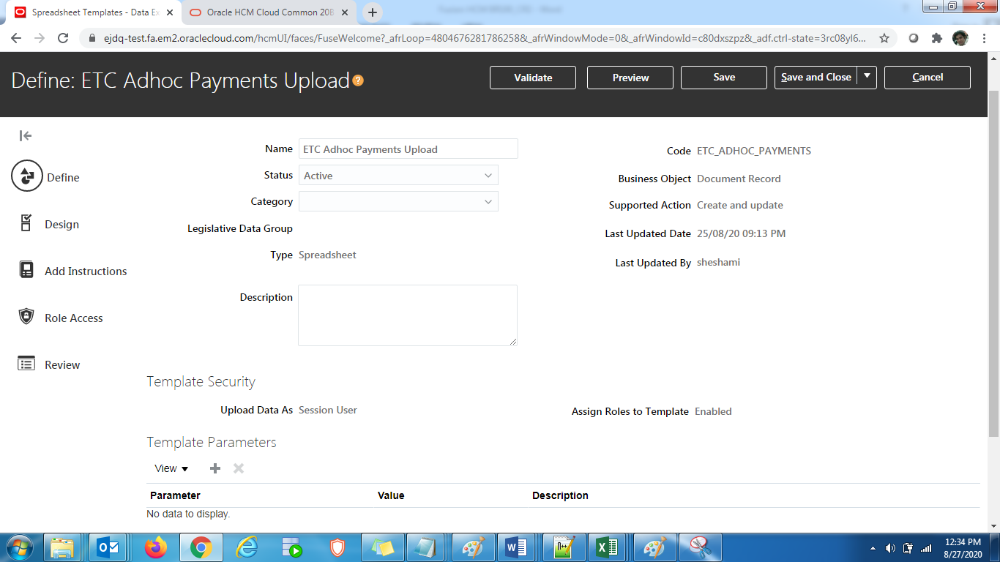 Spreadsheet Templates - Data Ex
Oracle HCM Cloud Common 20B
ejdq-test.fa.em2.oraclecloud.com/hcmUI/faces/FuseWelcome?_afrLoop=480467628178625​8&_afrWindowMode=0&_afrWindowId=c80dxszpz&_adf.ctrl-state=3rc08yl6...
Define: ETC Adhoc Payments Upload
Validate Preview Save Save and Close Cancel
Name ETC Adhoc Payments Upload Code ETC_ADHOC_PAYMENTS
Define
Status Active Business Object Document Record
Category Supported Action Create and update
Design
Legislative Data Group Last Updated Date 25/08/20 09:13 PM
Type Spreadsheet Last Updated By sheshami
Add Instructions
Description
Role Access
Review
Template Security
Upload Data As Session User Assign Roles to Template Enabled
Template Parameters
View
Parameter Value Description
No data to display.
12:34 PM
8/27/2020